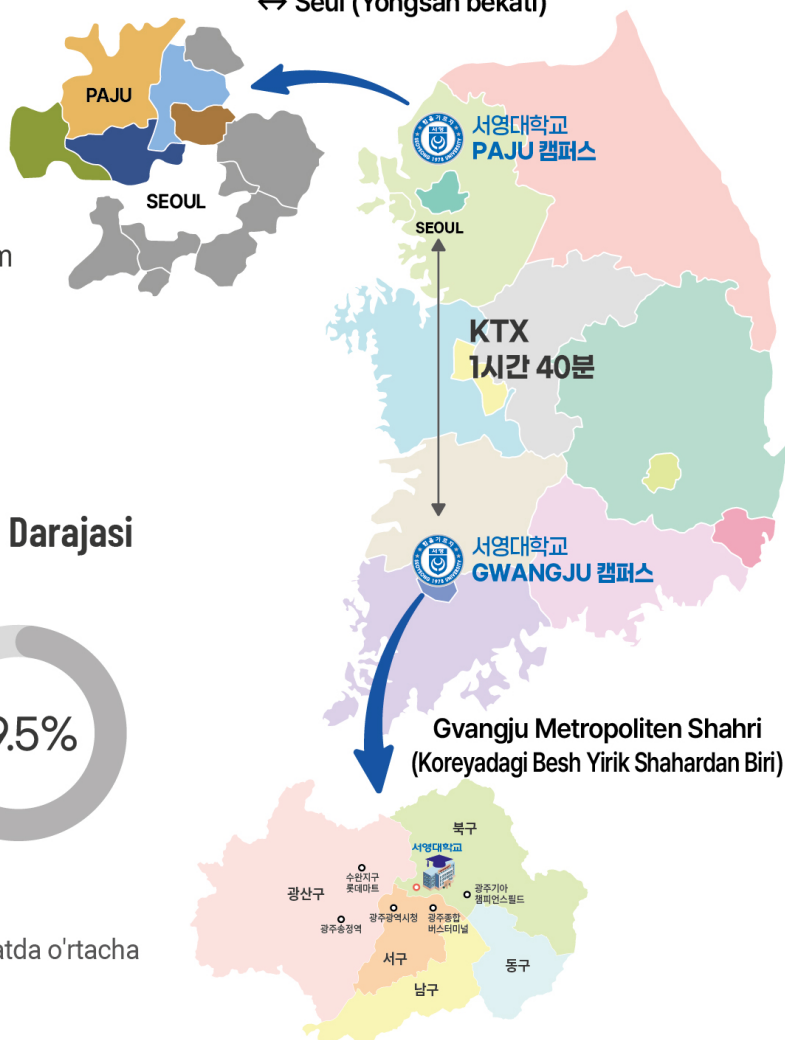 ↔ Seul (Yongsan bekati)
PAJU
SEOUL
서영대학교
PAJU 캠퍼스
SEOUL
KTX
1시간 40분
Darajasi
서영대학교
GWANGJU 캠퍼스
.5%
Gvangju Metropoliten Shahri
(Koreyadagi Besh Yirik Shahardan Biri)
북구
서영대학교
수완지구
롯데마트
광주기아
챔피언스필드
광산구
광주송정역
광주광역시청
광주종합
버스터미널
o'rtacha
서구
동구
남구